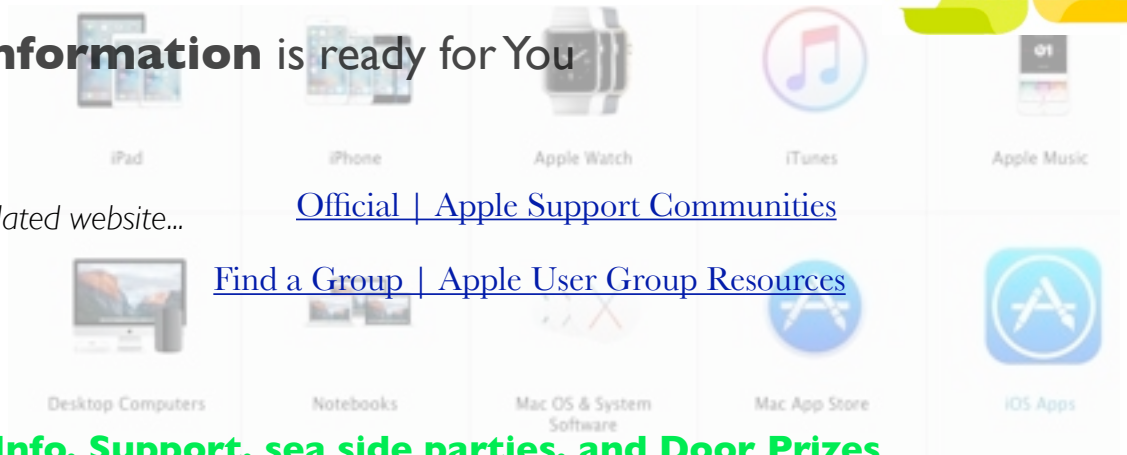 nformation is ready for You
iPad
iPhone
Apple Watch
iTunes
Apple Music
lated website...
Official | Apple Support Communities
Find a Group | Apple User Group Resources
Desktop Computers
Notebooks
Mac OS & System
Software
Mac App Store
iOS Apps
Info, Support, sea side parties, and Door Prizes